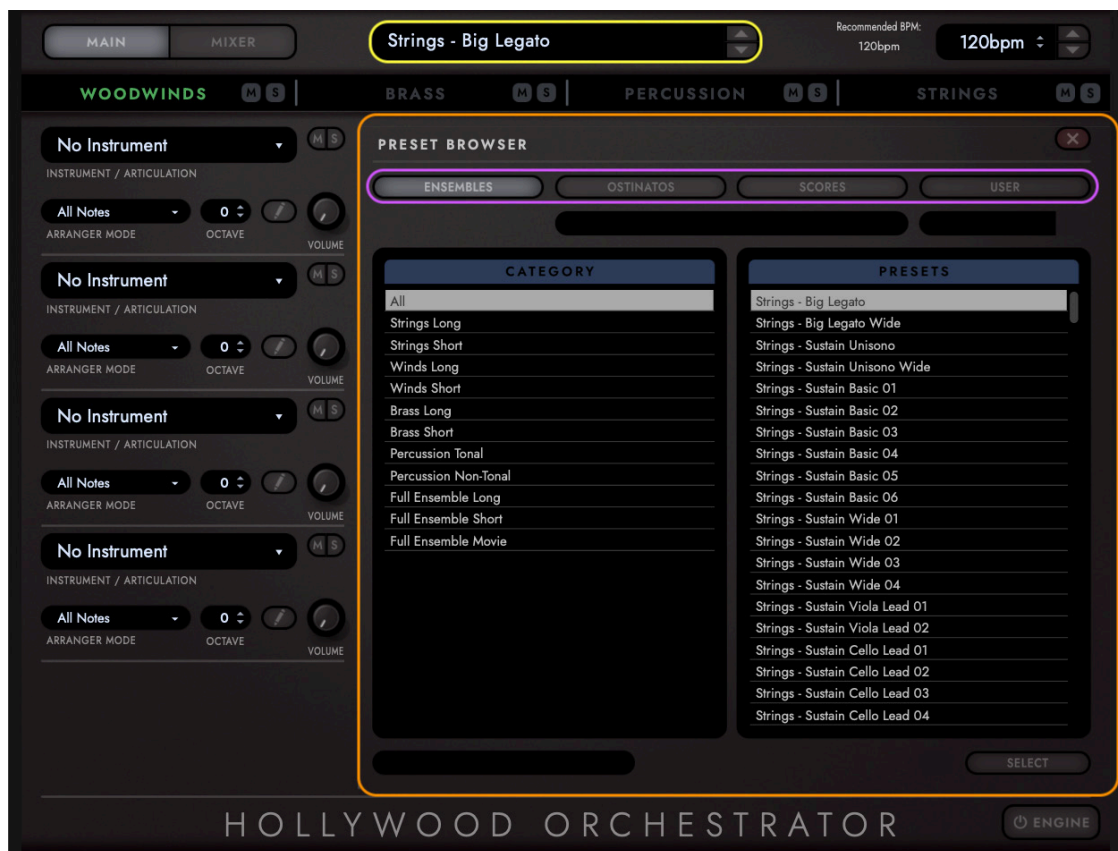 MAIN MIXER Strings - Big Legato Recommended BPM: 120bpm 120bpm
WOODWINDS M S BRASS M S PERCUSSION M S STRINGS M S
No Instrument M S
INSTRUMENT / ARTICULATION
All Notes 0
ARRANGER MODE OCTAVE VOLUME
No Instrument M S
INSTRUMENT / ARTICULATION
All Notes 0
ARRANGER MODE OCTAVE VOLUME
No Instrument M S
INSTRUMENT / ARTICULATION
All Notes 0
ARRANGER MODE OCTAVE VOLUME
No Instrument M S
INSTRUMENT / ARTICULATION
All Notes 0
ARRANGER MODE OCTAVE VOLUME
PRESET BROWSER X
ENSEMBLES OSTINATOS SCORES USER
CATEGORY
All
Strings Long
Strings Short
Winds Long
Winds Short
Brass Long
Brass Short
Percussion Tonal
Percussion Non-Tonal
Full Ensemble Long
Full Ensemble Short
Full Ensemble Movie
PRESETS
Strings - Big Legato
Strings - Big Legato Wide
Strings - Sustain Unisono
Strings - Sustain Unisono Wide
Strings - Sustain Basic 01
Strings - Sustain Basic 02
Strings - Sustain Basic 03
Strings - Sustain Basic 04
Strings - Sustain Basic 05
Strings - Sustain Basic 06
Strings - Sustain Wide 01
Strings - Sustain Wide 02
Strings - Sustain Wide 03
Strings - Sustain Wide 04
Strings - Sustain Viola Lead 01
Strings - Sustain Viola Lead 02
Strings - Sustain Cello Lead 01
Strings - Sustain Cello Lead 02
Strings - Sustain Cello Lead 03
Strings - Sustain Cello Lead 04
SELECT
HOLLYWOOD ORCHESTRATOR ENGINE